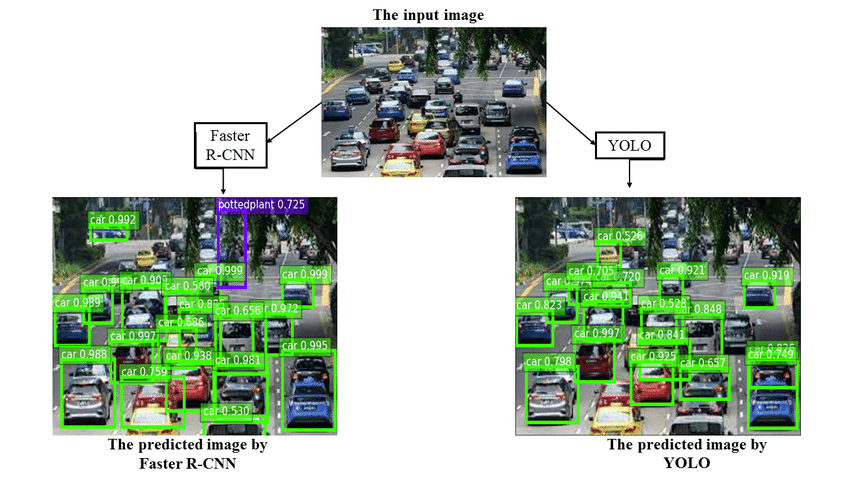 The input image
Faster
R-CNN
YOLO
pottedplant 0.725
car 0.992
car 0.999
car 0.999
car 0.560
car 0.989
car 0.656
car 0.972
car 0.686
car 0.997
car 0.995
car 0.988
car 0.938
car 0.981
car 0.759
car 0.530
car 0.526
car 0.705
0.720
car 0.921
car 0.919
car 0.941
car 0.823
car 0.528
car 0.848
car 0.997
car 0.841
car 0.749
car 0.798
car 0.925
car 0.657
The predicted image by
Faster R-CNN
The predicted image by
YOLO